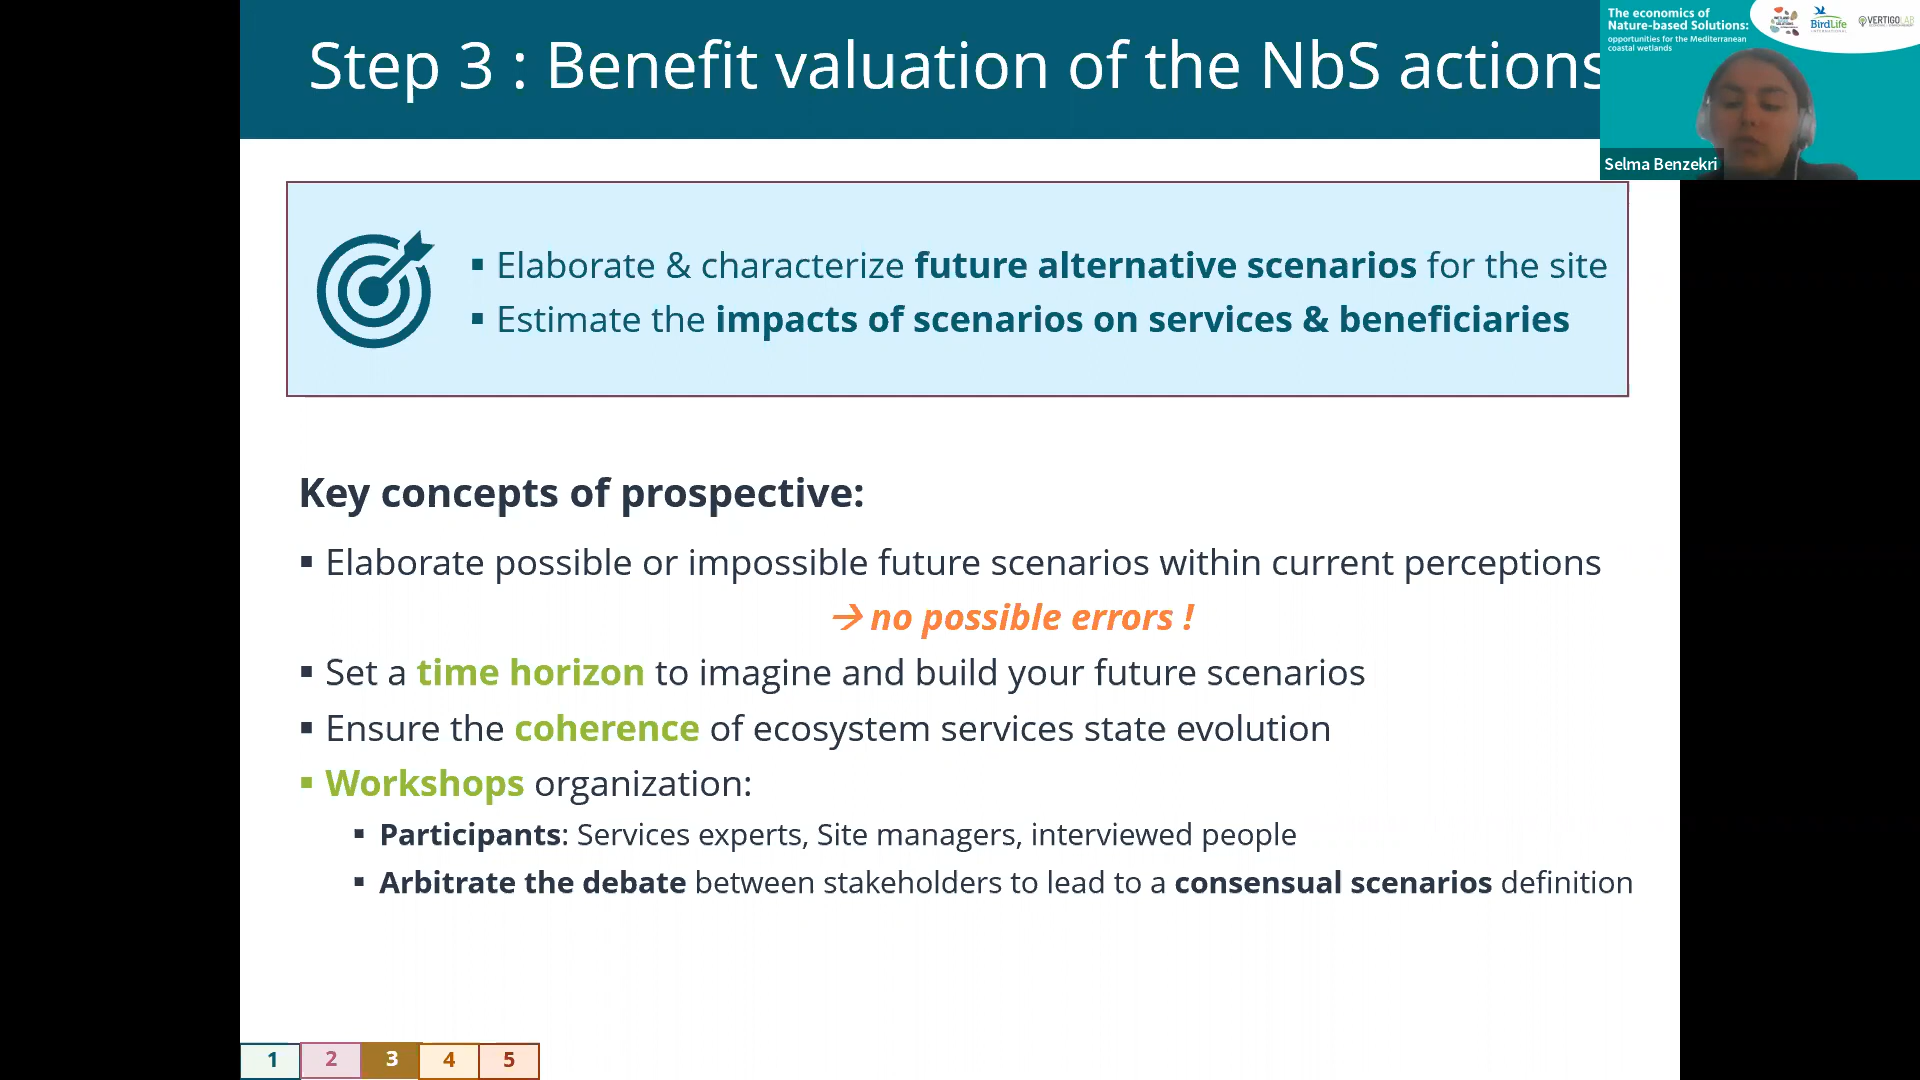 Step 3 : Benefit valuation of the NbS actions
The economics of
Nature-based Solutions:
opportunities for the Mediterranean
coastal wetlands
BirdLife
INTERNATIONAL
VERTIGOLAB
Selma Benzekri
▪ Elaborate & characterize future alternative scenarios for the site
▪ Estimate the impacts of scenarios on services & beneficiaries
Key concepts of prospective:
▪ Elaborate possible or impossible future scenarios within current perceptions
→ no possible errors !
▪ Set a time horizon to imagine and build your future scenarios
▪ Ensure the coherence of ecosystem services state evolution
▪ Workshops organization:
▪ Participants: Services experts, Site managers, interviewed people
▪ Arbitrate the debate between stakeholders to lead to a consensual scenarios definition
1 2 3 4 5